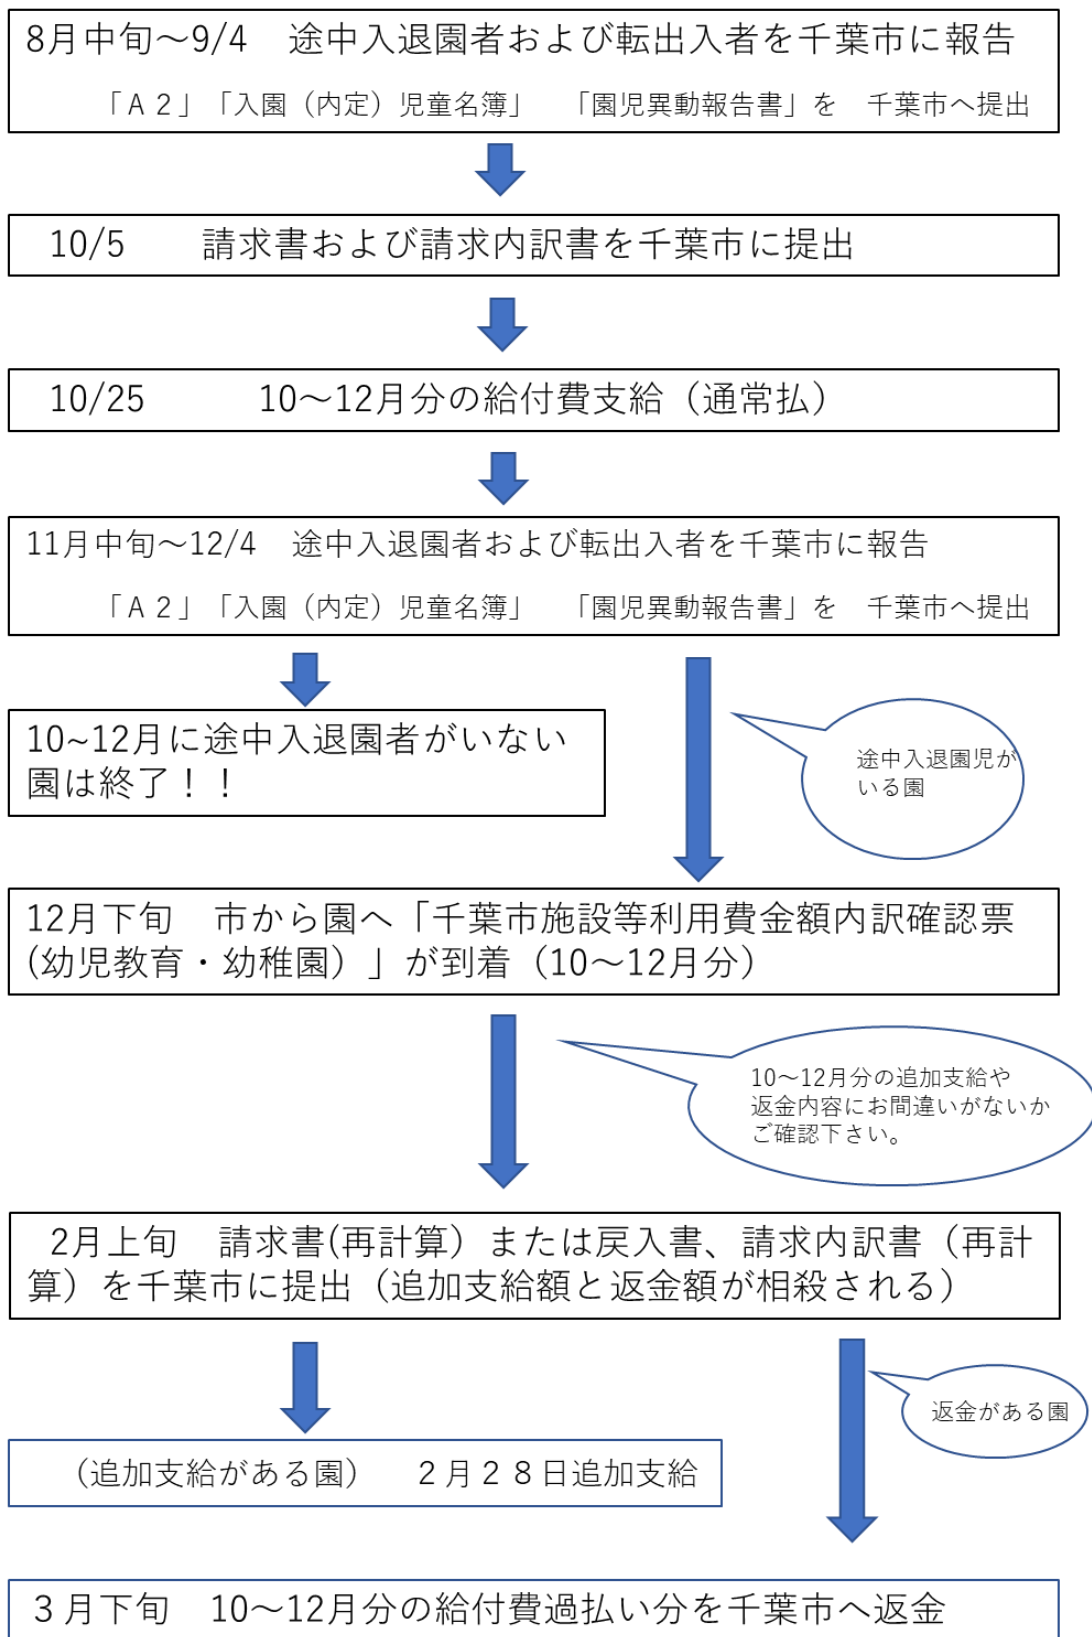 8月中旬～9/4　途中入退園者および転出入者を千葉市に報告
「Ａ２」「入園（内定）児童名簿」　「園児異動報告書」を　千葉市へ提出
10/5　　請求書および請求内訳書を千葉市に提出
10/25　　　10～12月分の給付費支給（通常払）
11月中旬～12/4　途中入退園者および転出入者を千葉市に報告
「Ａ２」「入園（内定）児童名簿」　「園児異動報告書」を　千葉市へ提出
10~12月に途中入退園者がいない
園は終了！！
途中入退園児が
いる園
12月下旬　市から園へ「千葉市施設等利用費金額内訳確認票
(幼児教育・幼稚園）」が到着（10～12月分）
10～12月分の追加支給や
返金内容にお間違いがないか
ご確認下さい。
2月上旬　請求書(再計算）または戻入書、請求内訳書（再計
算）を千葉市に提出（追加支給額と返金額が相殺される）
返金がある園
（追加支給がある園）　２月２８日追加支給
３月下旬　10～12月分の給付費過払い分を千葉市へ返金